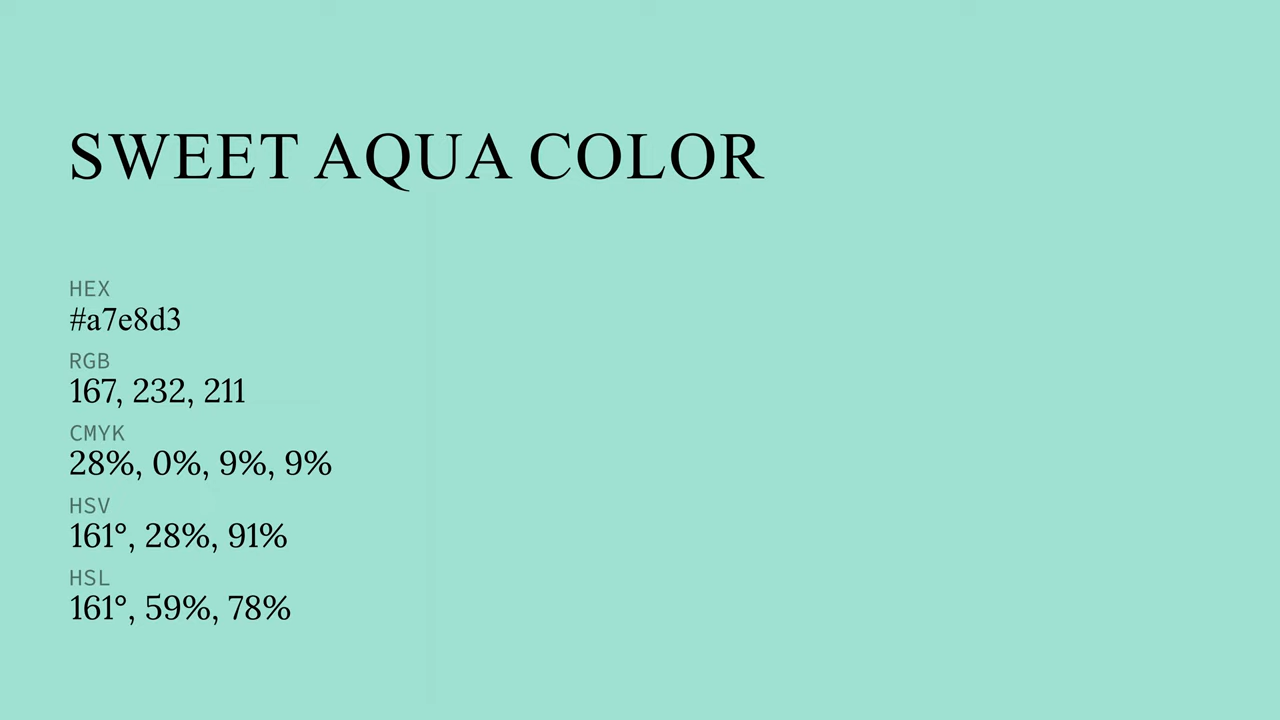 SWEET AQUA COLOR
HEX
#a7e8d3
RGB
167, 232, 211
CMYK
28%, 0%, 9%, 9%
HSV
161°, 28%, 91%
HSL
161°, 59%, 78%